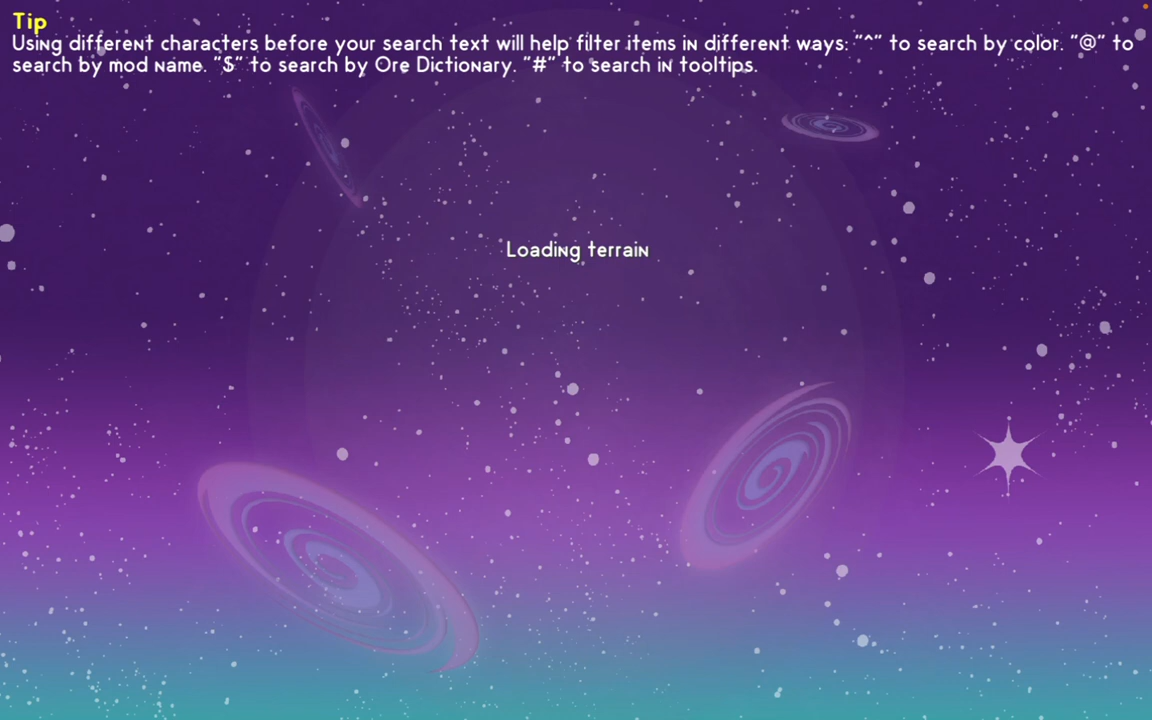 Tip
Using different characters before your search text will help filter items in different ways: "^" to search by color. "@" to
search by mod name. "$" to search by Ore Dictionary. "#" to search in tooltips.
Loading terrain